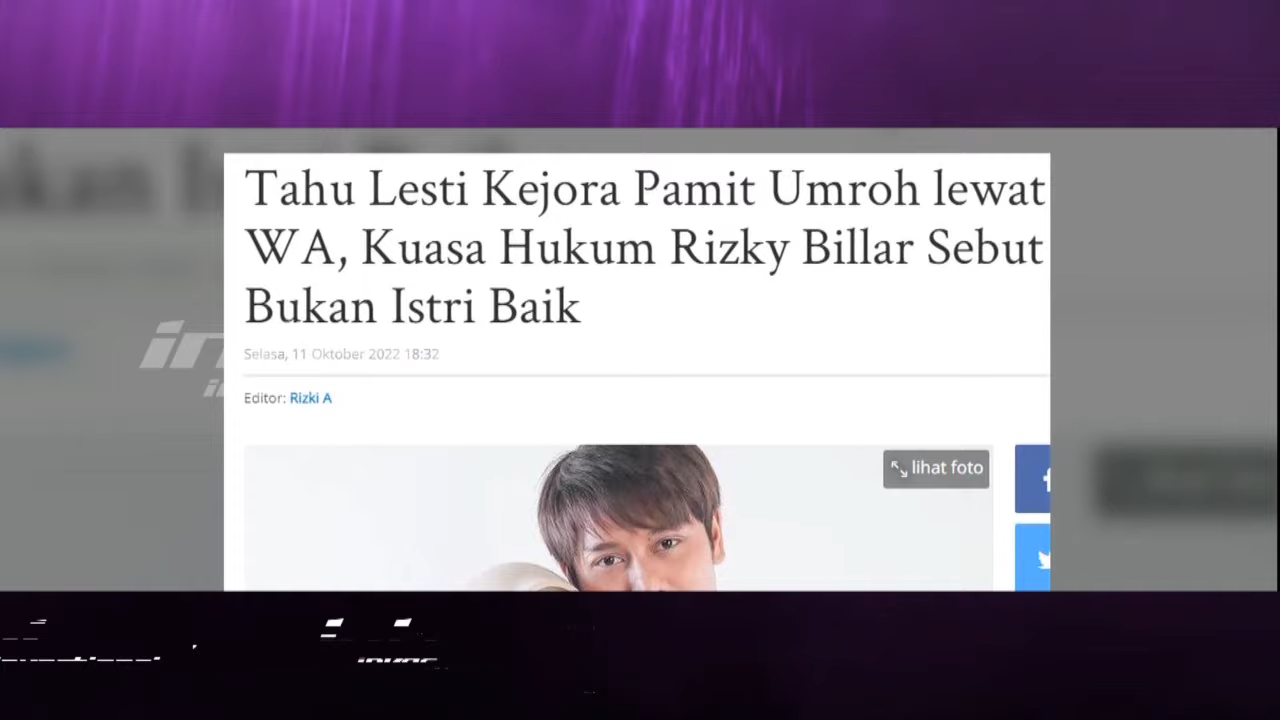 Tahu Lesti Kejora Pamit Umroh lewat
WA, Kuasa Hukum Rizky Billar Sebut
Bukan Istri Baik
Selasa, 11 Oktober 2022 18:32
Editor: Rizki A
lihat foto